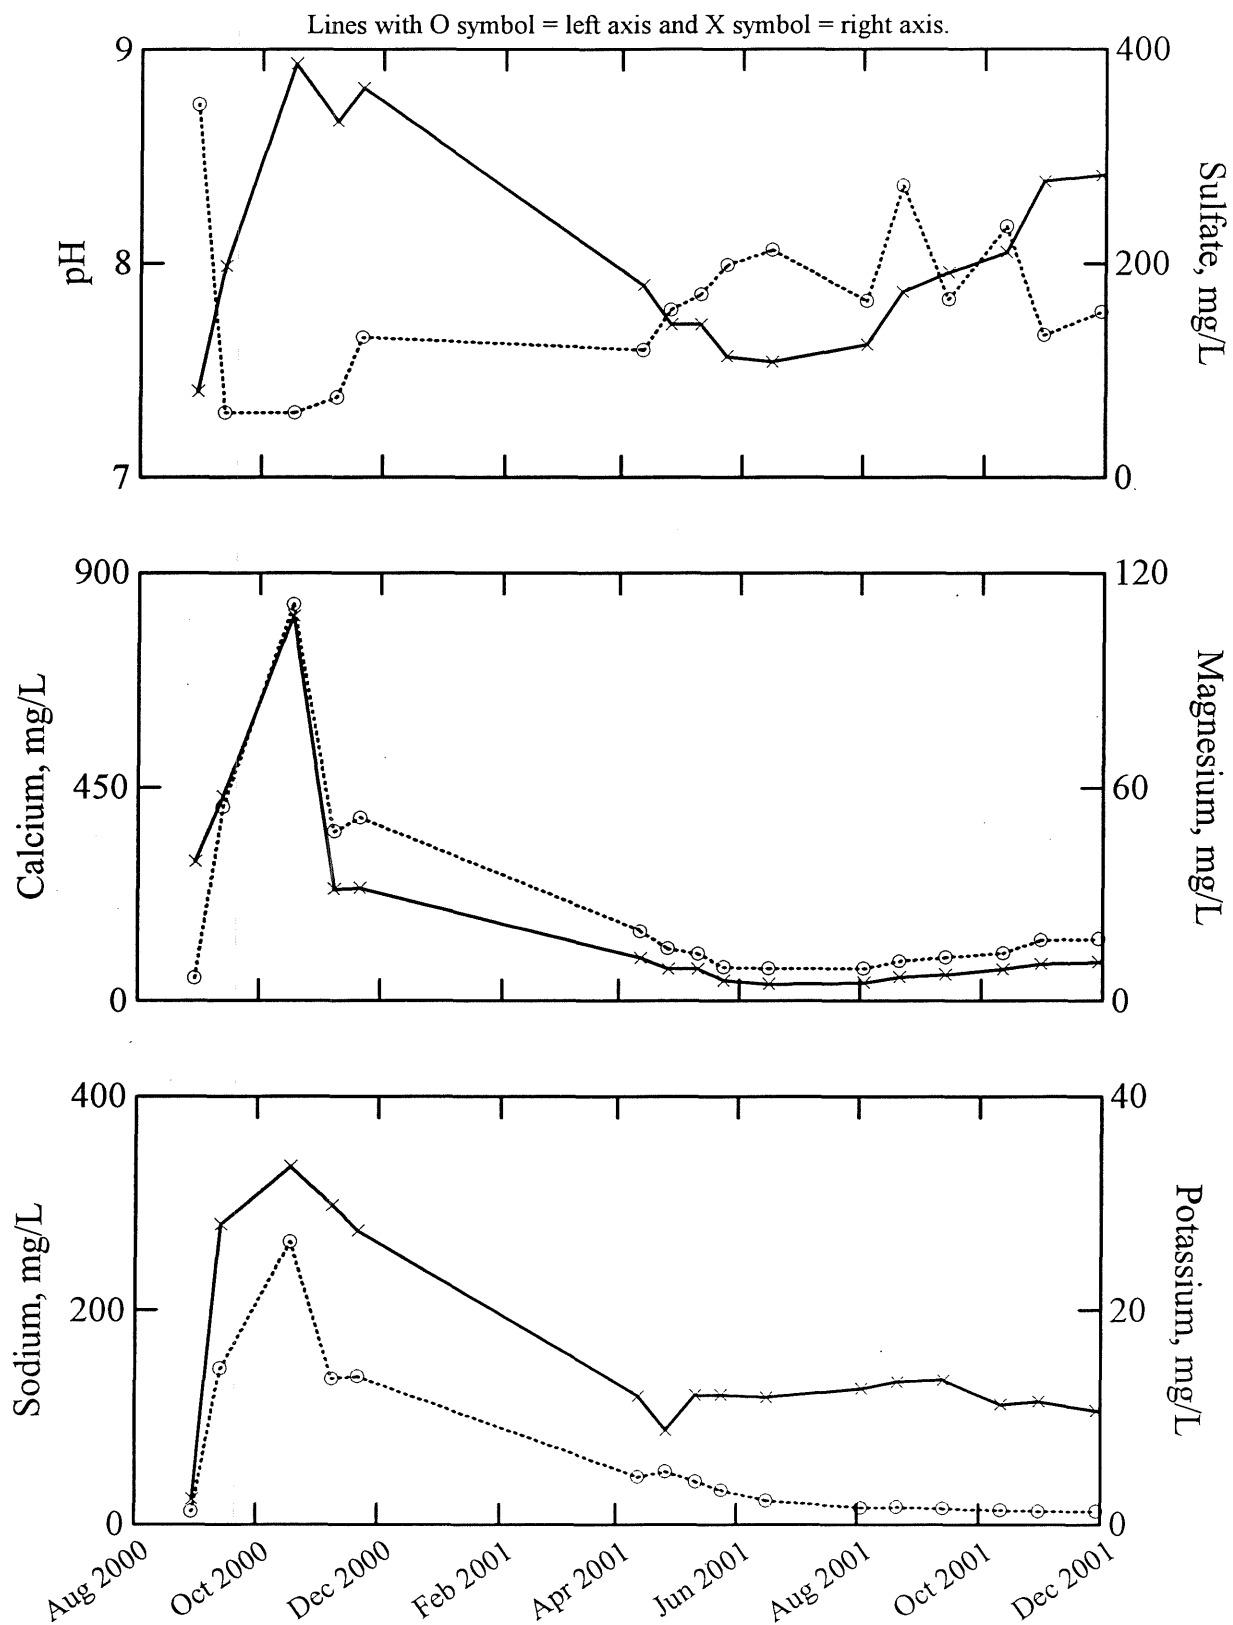 Lines with O symbol = left axis and X symbol = right axis.
9
8
7
pH
400
200
0
Sulfate, mg/L
900
450
0
Calcium, mg/L
120
60
0
Magnesium, mg/L
400
200
0
Sodium, mg/L
40
20
0
Potassium, mg/L
Aug 2000
Oct 2000
Dec 2000
Feb 2001
Apr 2001
Jun 2001
Aug 2001
Oct 2001
Dec 2001